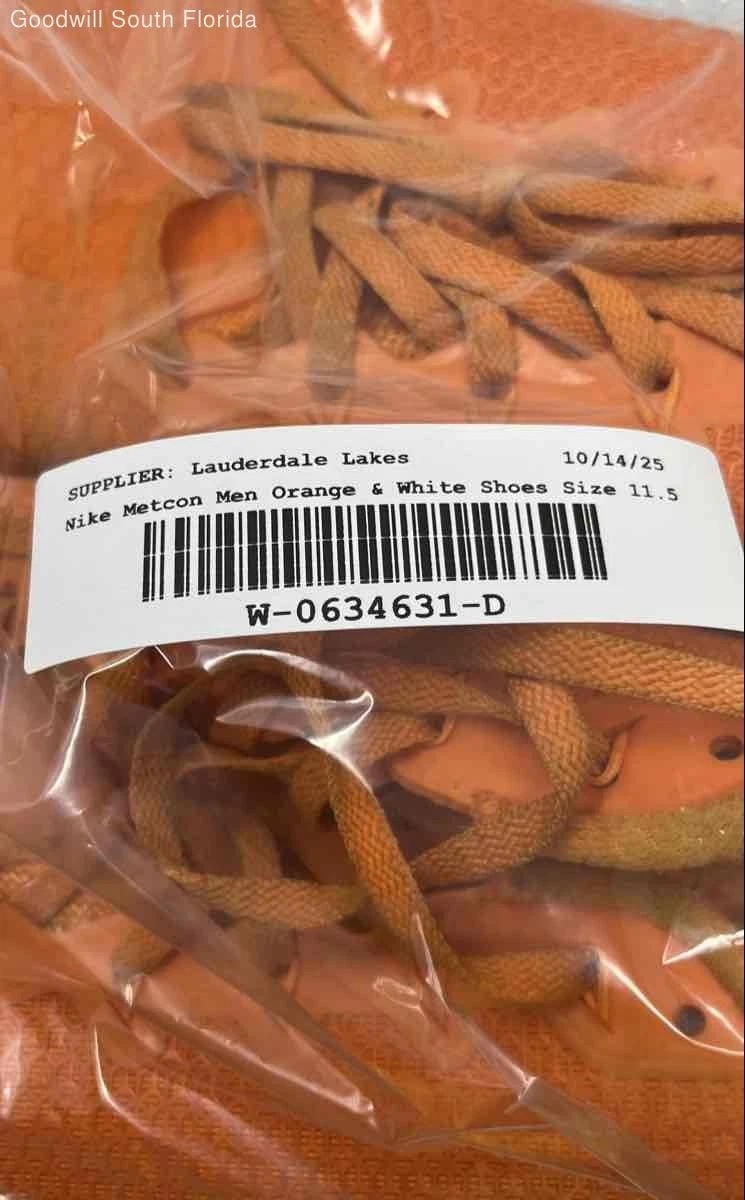 Goodwill South Florida
SUPPLIER: Lauderdale Lakes 10/14/25
Nike Metcon Men Orange & White Shoes Size 11.5
W-0634631-D